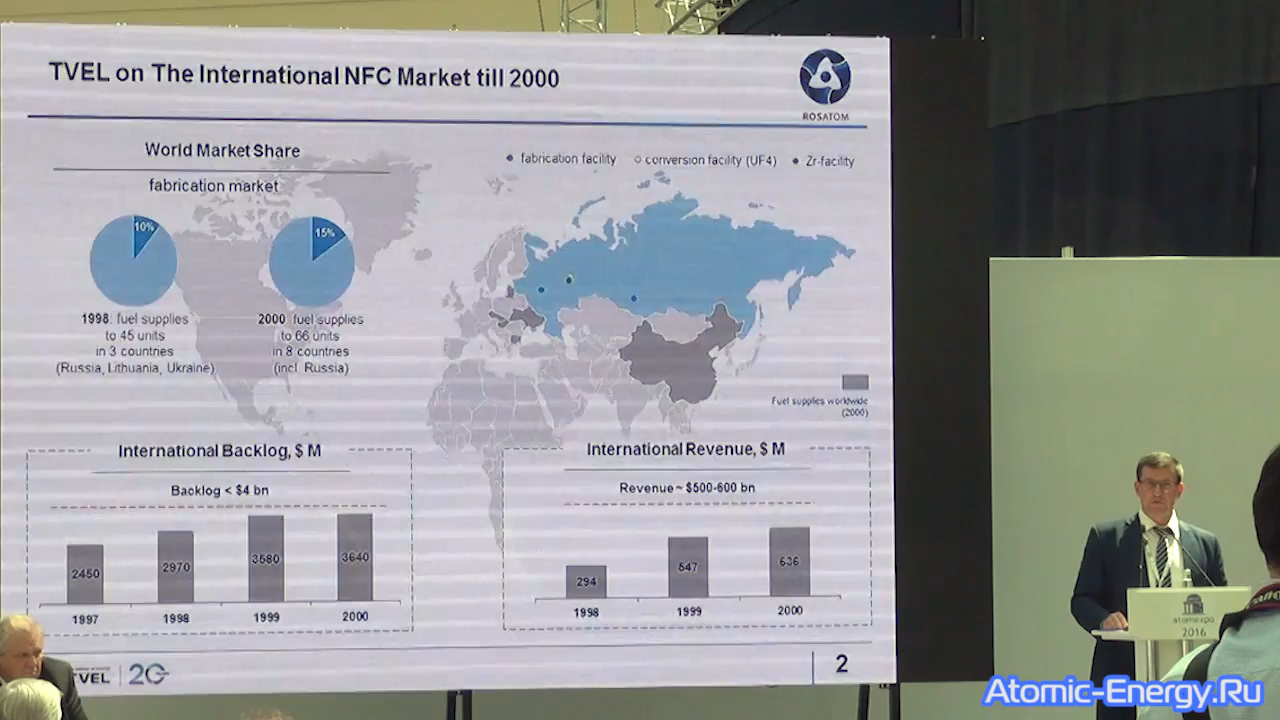 TVEL on The International NFC Market till 2000
ROSATOM
World Market Share
fabrication market
10%
15%
1998: fuel supplies
to 45 units
in 3 countries
(Russia, Lithuania, Ukraine)
2000: fuel supplies
to 66 units
in 8 countries
(incl. Russia)
fabrication facility
conversion facility (UF4)
Zr-facility
Fuel supplies worldwide
(2000)
International Backlog, $ M
Backlog < $4 bn
2450
2970
3580
3640
1997
1998
1999
2000
International Revenue, $ M
Revenue ~ $500-600 bn
294
547
636
1998
1999
2000
TVEL
20
2
atomexpo
2016
Atomic-Energy.Ru